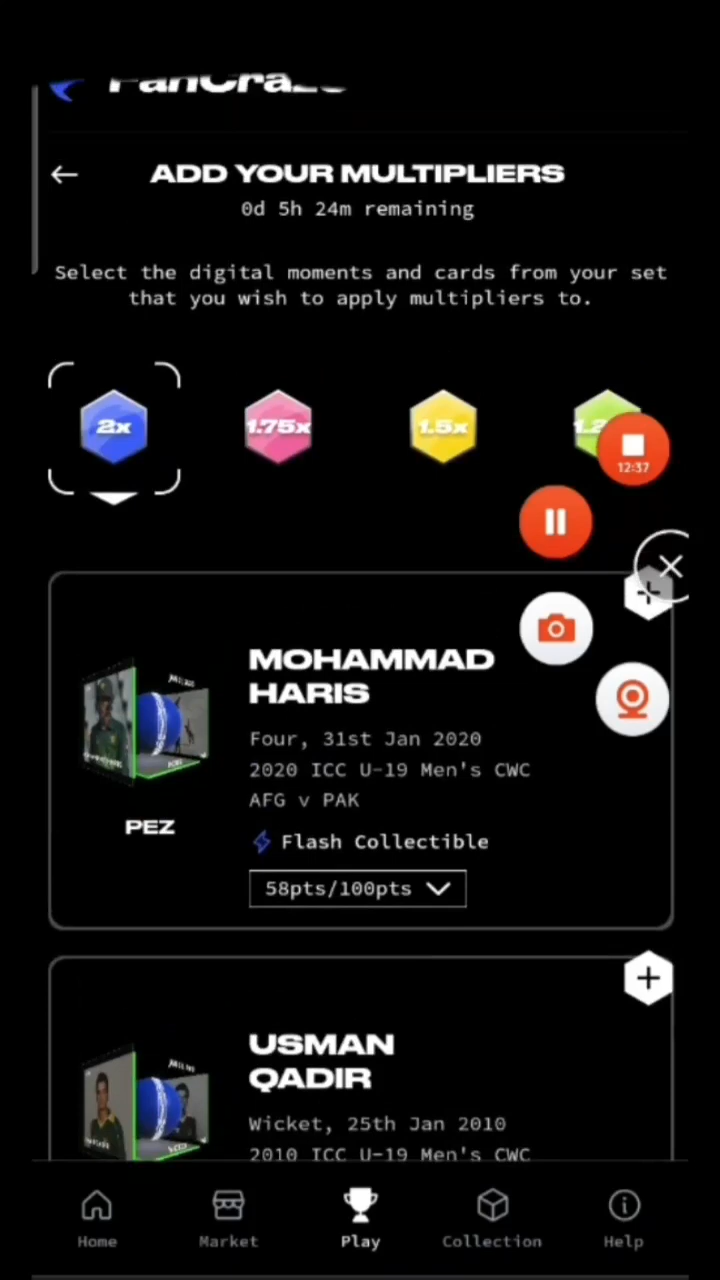 FanCraze
ADD YOUR MULTIPLIERS
0d 5h 24m remaining
Select the digital moments and cards from your set
that you wish to apply multipliers to.
2x
1.75x
1.5x
12:37
MOHAMMAD
HARIS
Four, 31st Jan 2020
2020 ICC U-19 Men's CWC
AFG v PAK
PEZ
Flash Collectible
58pts/100pts
USMAN
QADIR
Wicket, 25th Jan 2010
2010 ICC U-19 Men's CWC
Home
Market
Play
Collection
Help